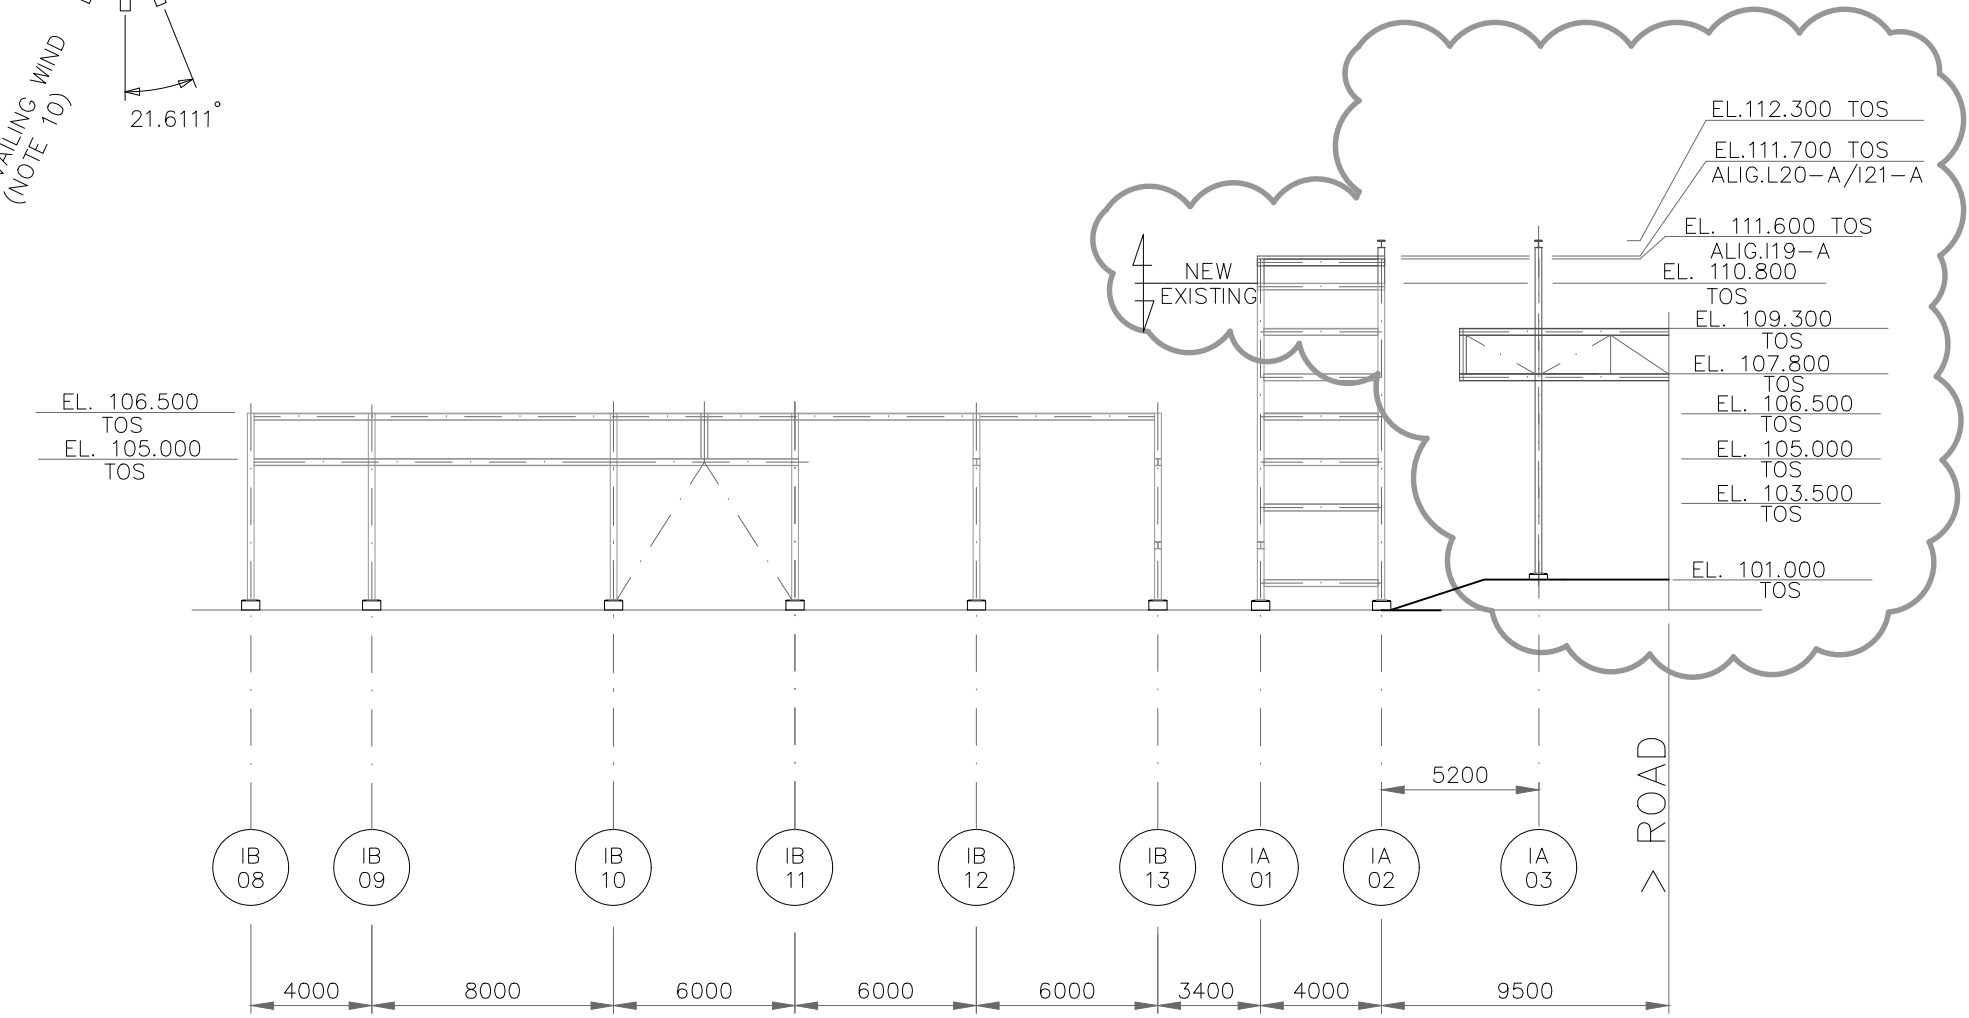 WIND
(NOTE 10)
21.6111°
EL.112.300 TOS
EL.111.700 TOS
ALIG.L20-A/I21-A
EL. 111.600 TOS
ALIG.I19-A
EL. 110.800
TOS
NEW
EXISTING
EL. 109.300
TOS
EL. 107.800
TOS
EL. 106.500
TOS
EL. 105.000
TOS
EL. 103.500
TOS
EL. 101.000
TOS
EL. 106.500
TOS
EL. 105.000
TOS
5200
> ROAD
IB
08
IB
09
IB
10
IB
11
IB
12
IB
13
IA
01
IA
02
IA
03
4000
8000
6000
6000
6000
3400
4000
9500